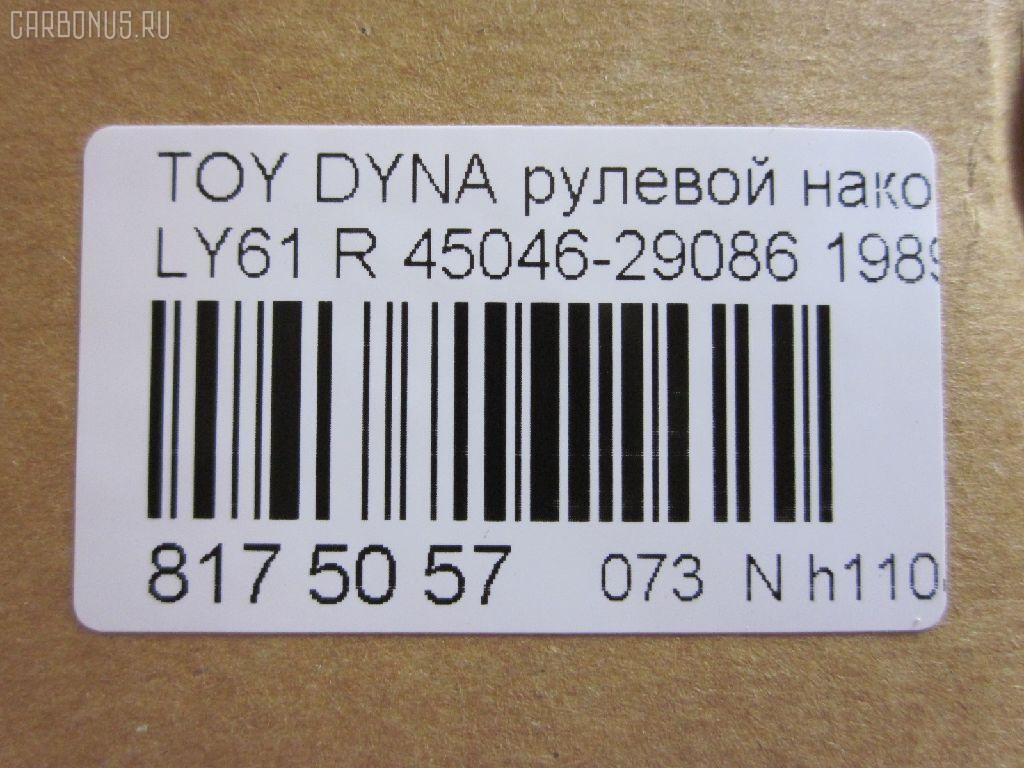 CARBONUS.RU
TOY DYNA рулевой нако
LY61 R 45046-29086 1989
817 50 57 073 N h110